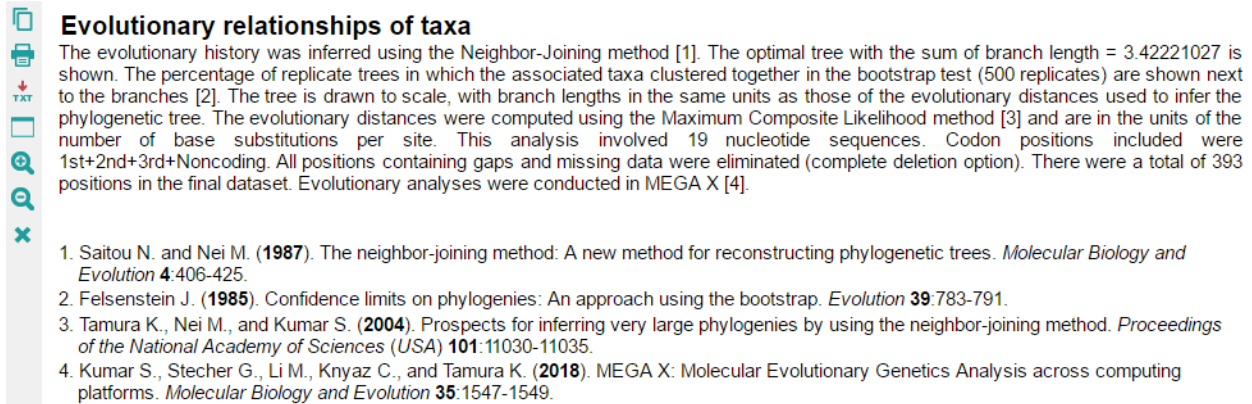 Evolutionary relationships of taxa
The evolutionary history was inferred using the Neighbor-Joining method [1]. The optimal tree with the sum of branch length = 3.42221027 is
shown. The percentage of replicate trees in which the associated taxa clustered together in the bootstrap test (500 replicates) are shown next
to the branches [2]. The tree is drawn to scale, with branch lengths in the same units as those of the evolutionary distances used to infer the
phylogenetic tree. The evolutionary distances were computed using the Maximum Composite Likelihood method [3] and are in the units of the
number of base substitutions per site. This analysis involved 19 nucleotide sequences. Codon positions included were
1st+2nd+3rd+Noncoding. All positions containing gaps and missing data were eliminated (complete deletion option). There were a total of 393
positions in the final dataset. Evolutionary analyses were conducted in MEGA X [4].
1. Saitou N. and Nei M. (1987). The neighbor-joining method: A new method for reconstructing phylogenetic trees. Molecular Biology and
Evolution 4:406-425.
2. Felsenstein J. (1985). Confidence limits on phylogenies: An approach using the bootstrap. Evolution 39:783-791.
3. Tamura K., Nei M., and Kumar S. (2004). Prospects for inferring very large phylogenies by using the neighbor-joining method. Proceedings
of the National Academy of Sciences (USA) 101:11030-11035.
4. Kumar S., Stecher G., Li M., Knyaz C., and Tamura K. (2018). MEGA X: Molecular Evolutionary Genetics Analysis across computing
platforms. Molecular Biology and Evolution 35:1547-1549.
TXT